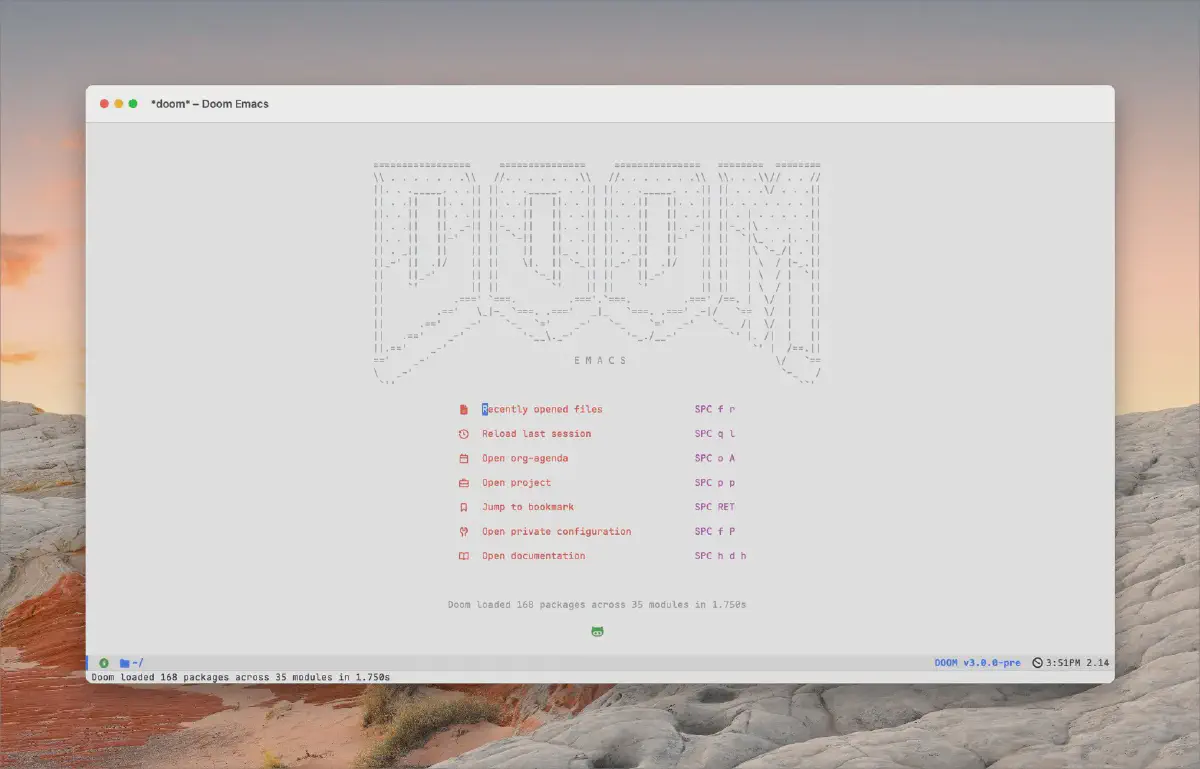 *doom* – Doom Emacs
E M A C S
Recently opened files SPC f r
Reload last session SPC q l
Open org-agenda SPC o A
Open project SPC p p
Jump to bookmark SPC RET
Open private configuration SPC f P
Open documentation SPC h d h
Doom loaded 168 packages across 35 modules in 1.750s
~/ DOOM v3.0.0-pre 3:51PM 2.14
Doom loaded 168 packages across 35 modules in 1.750s